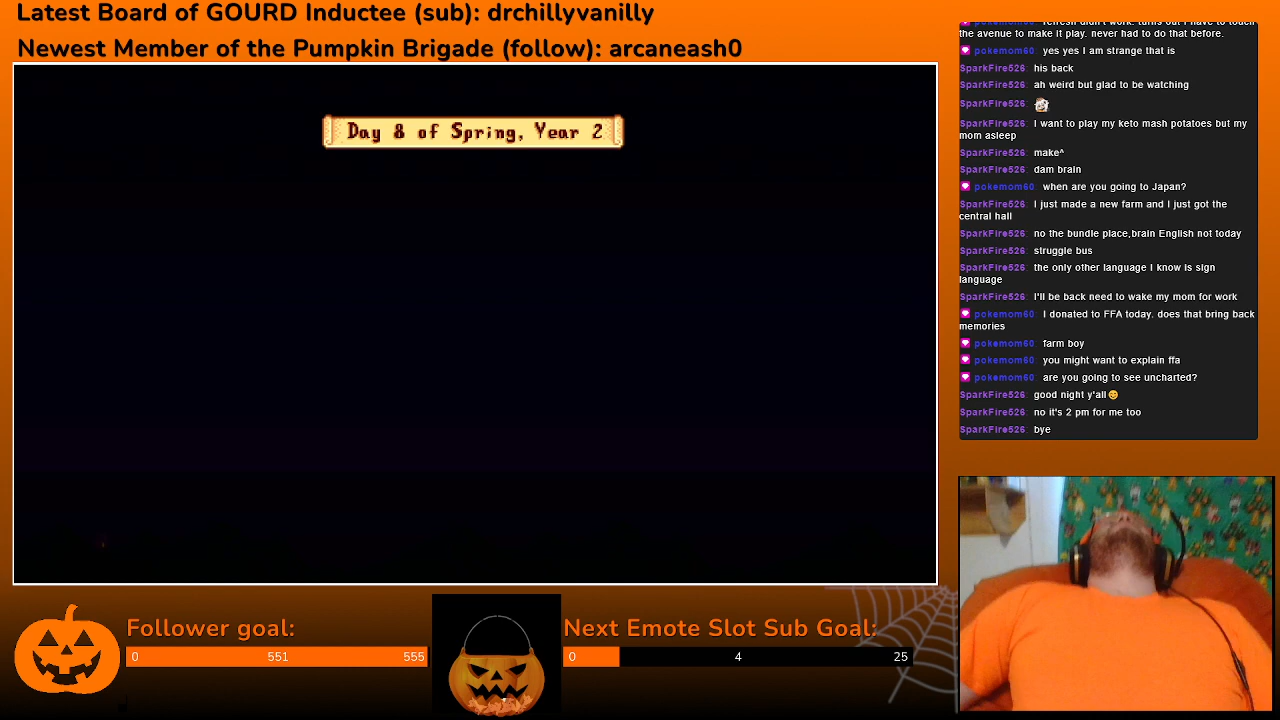 Latest Board of GOURD Inductee (sub): drchillyvanilly
Newest Member of the Pumpkin Brigade (follow): arcaneash0
Day 8 of Spring, Year 2
refresh didn't work. turns out I have to touch
the avenue to make it play. never had to do that before.
pokemom60: yes yes I am strange that is
SparkFire526: his back
SparkFire526: ah weird but glad to be watching
SparkFire526:
SparkFire526: I want to play my keto mash potatoes but my
mom asleep
SparkFire526: make^
SparkFire526: dam brain
pokemom60: when are you going to Japan?
SparkFire526: I just made a new farm and I just got the
central hall
SparkFire526: no the bundle place,brain English not today
SparkFire526: struggle bus
SparkFire526: the only other language I know is sign
language
SparkFire526: I'll be back need to wake my mom for work
pokemom60: I donated to FFA today. does that bring back
memories
pokemom60: farm boy
pokemom60: you might want to explain ffa
pokemom60: are you going to see uncharted?
SparkFire526: good night y'all😊
SparkFire526: no it's 2 pm for me too
SparkFire526: bye
Follower goal:
0 551 555
Next Emote Slot Sub Goal:
0 4 25